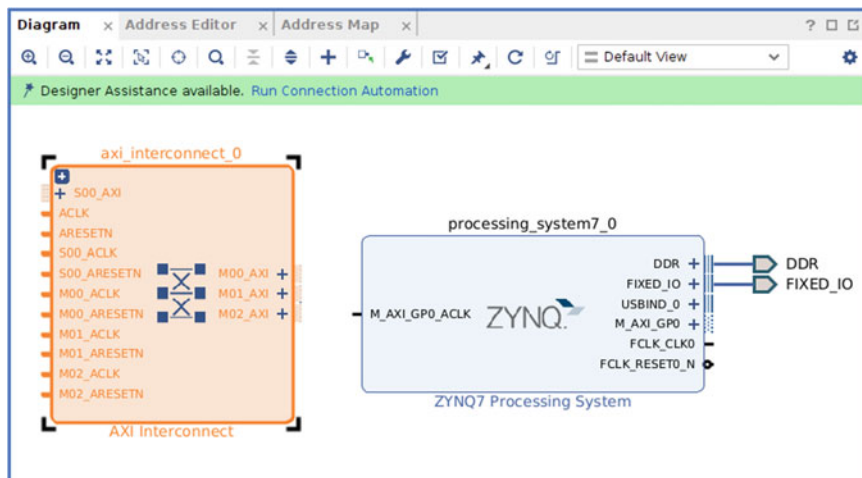 Diagram × Address Editor × Address Map × ?
Default View
Designer Assistance available. Run Connection Automation
axi_interconnect_0
S00_AXI
ACLK
ARESETN
S00_ACLK
S00_ARESETN
M00_ACLK
M00_ARESETN
M01_ACLK
M01_ARESETN
M02_ACLK
M02_ARESETN
M00_AXI
M01_AXI
M02_AXI
AXI Interconnect
processing_system7_0
M_AXI_GP0_ACLK
ZYNQ.
DDR
FIXED_IO
USBIND_0
M_AXI_GP0
FCLK_CLK0
FCLK_RESET0_N
DDR
FIXED_IO
ZYNQ7 Processing System